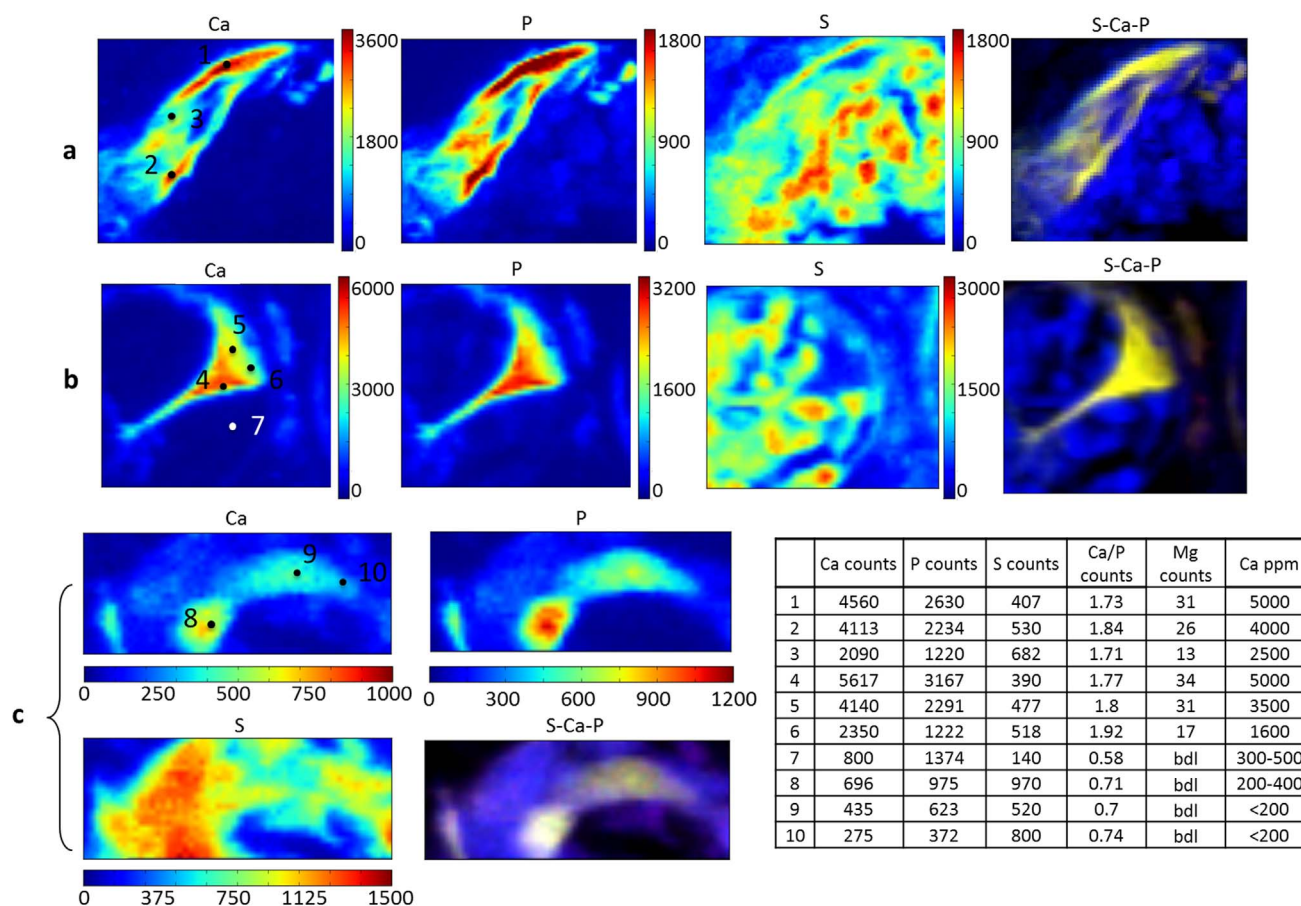 Ca P S S-Ca-P
a
3600
1800
0
1800
900
0
1800
900
0
1
3
2
Ca P S S-Ca-P
b
6000
3000
0
3200
1600
0
3000
1500
0
5
4 6
7
c
Ca P
9
10
8
0 250 500 750 1000
0 300 600 900 1200
S S-Ca-P
0 375 750 1125 1500
Ca counts P counts S counts Ca/P counts Mg counts Ca ppm
1 4560 2630 407 1.73 31 5000
2 4113 2234 530 1.84 26 4000
3 2090 1220 682 1.71 13 2500
4 5617 3167 390 1.77 34 5000
5 4140 2291 477 1.8 31 3500
6 2350 1222 518 1.92 17 1600
7 800 1374 140 0.58 bdl 300-500
8 696 975 970 0.71 bdl 200-400
9 435 623 520 0.7 bdl <200
10 275 372 800 0.74 bdl <200